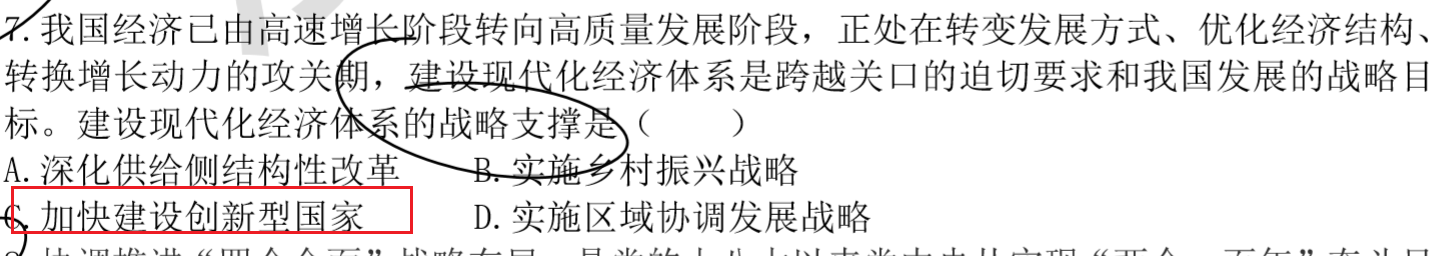 7.我国经济已由高速增长阶段转向高质量发展阶段，正处在转变发展方式、优化经济结构、
转换增长动力的攻关期，建设现代化经济体系是跨越关口的迫切要求和我国发展的战略目
标。建设现代化经济体系的战略支撑是（　　）
A.深化供给侧结构性改革　　B.实施乡村振兴战略
C.加快建设创新型国家　　D.实施区域协调发展战略